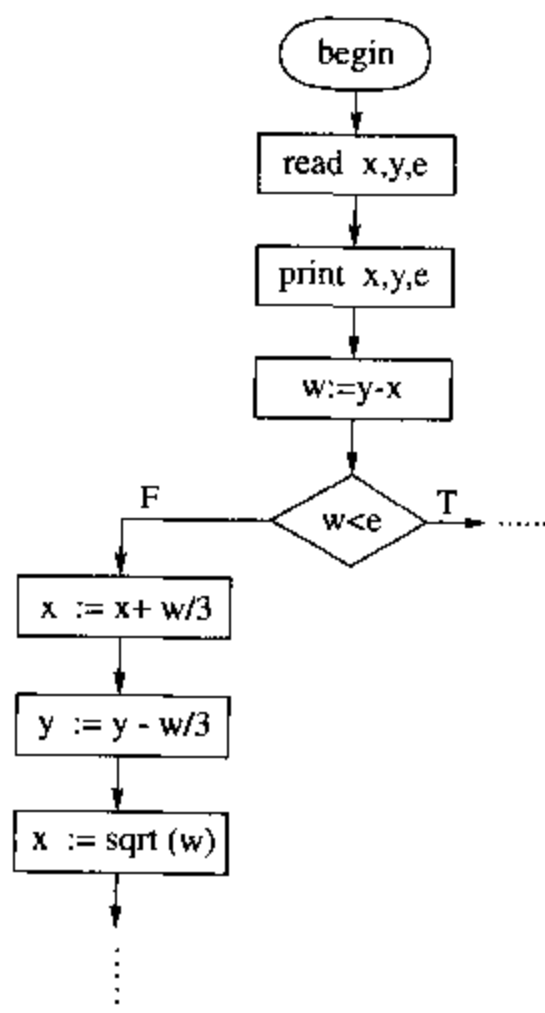 begin
read x,y,e
print x,y,e
w:=y-x
F
w<e
T
x := x+ w/3
y := y - w/3
x := sqrt (w)